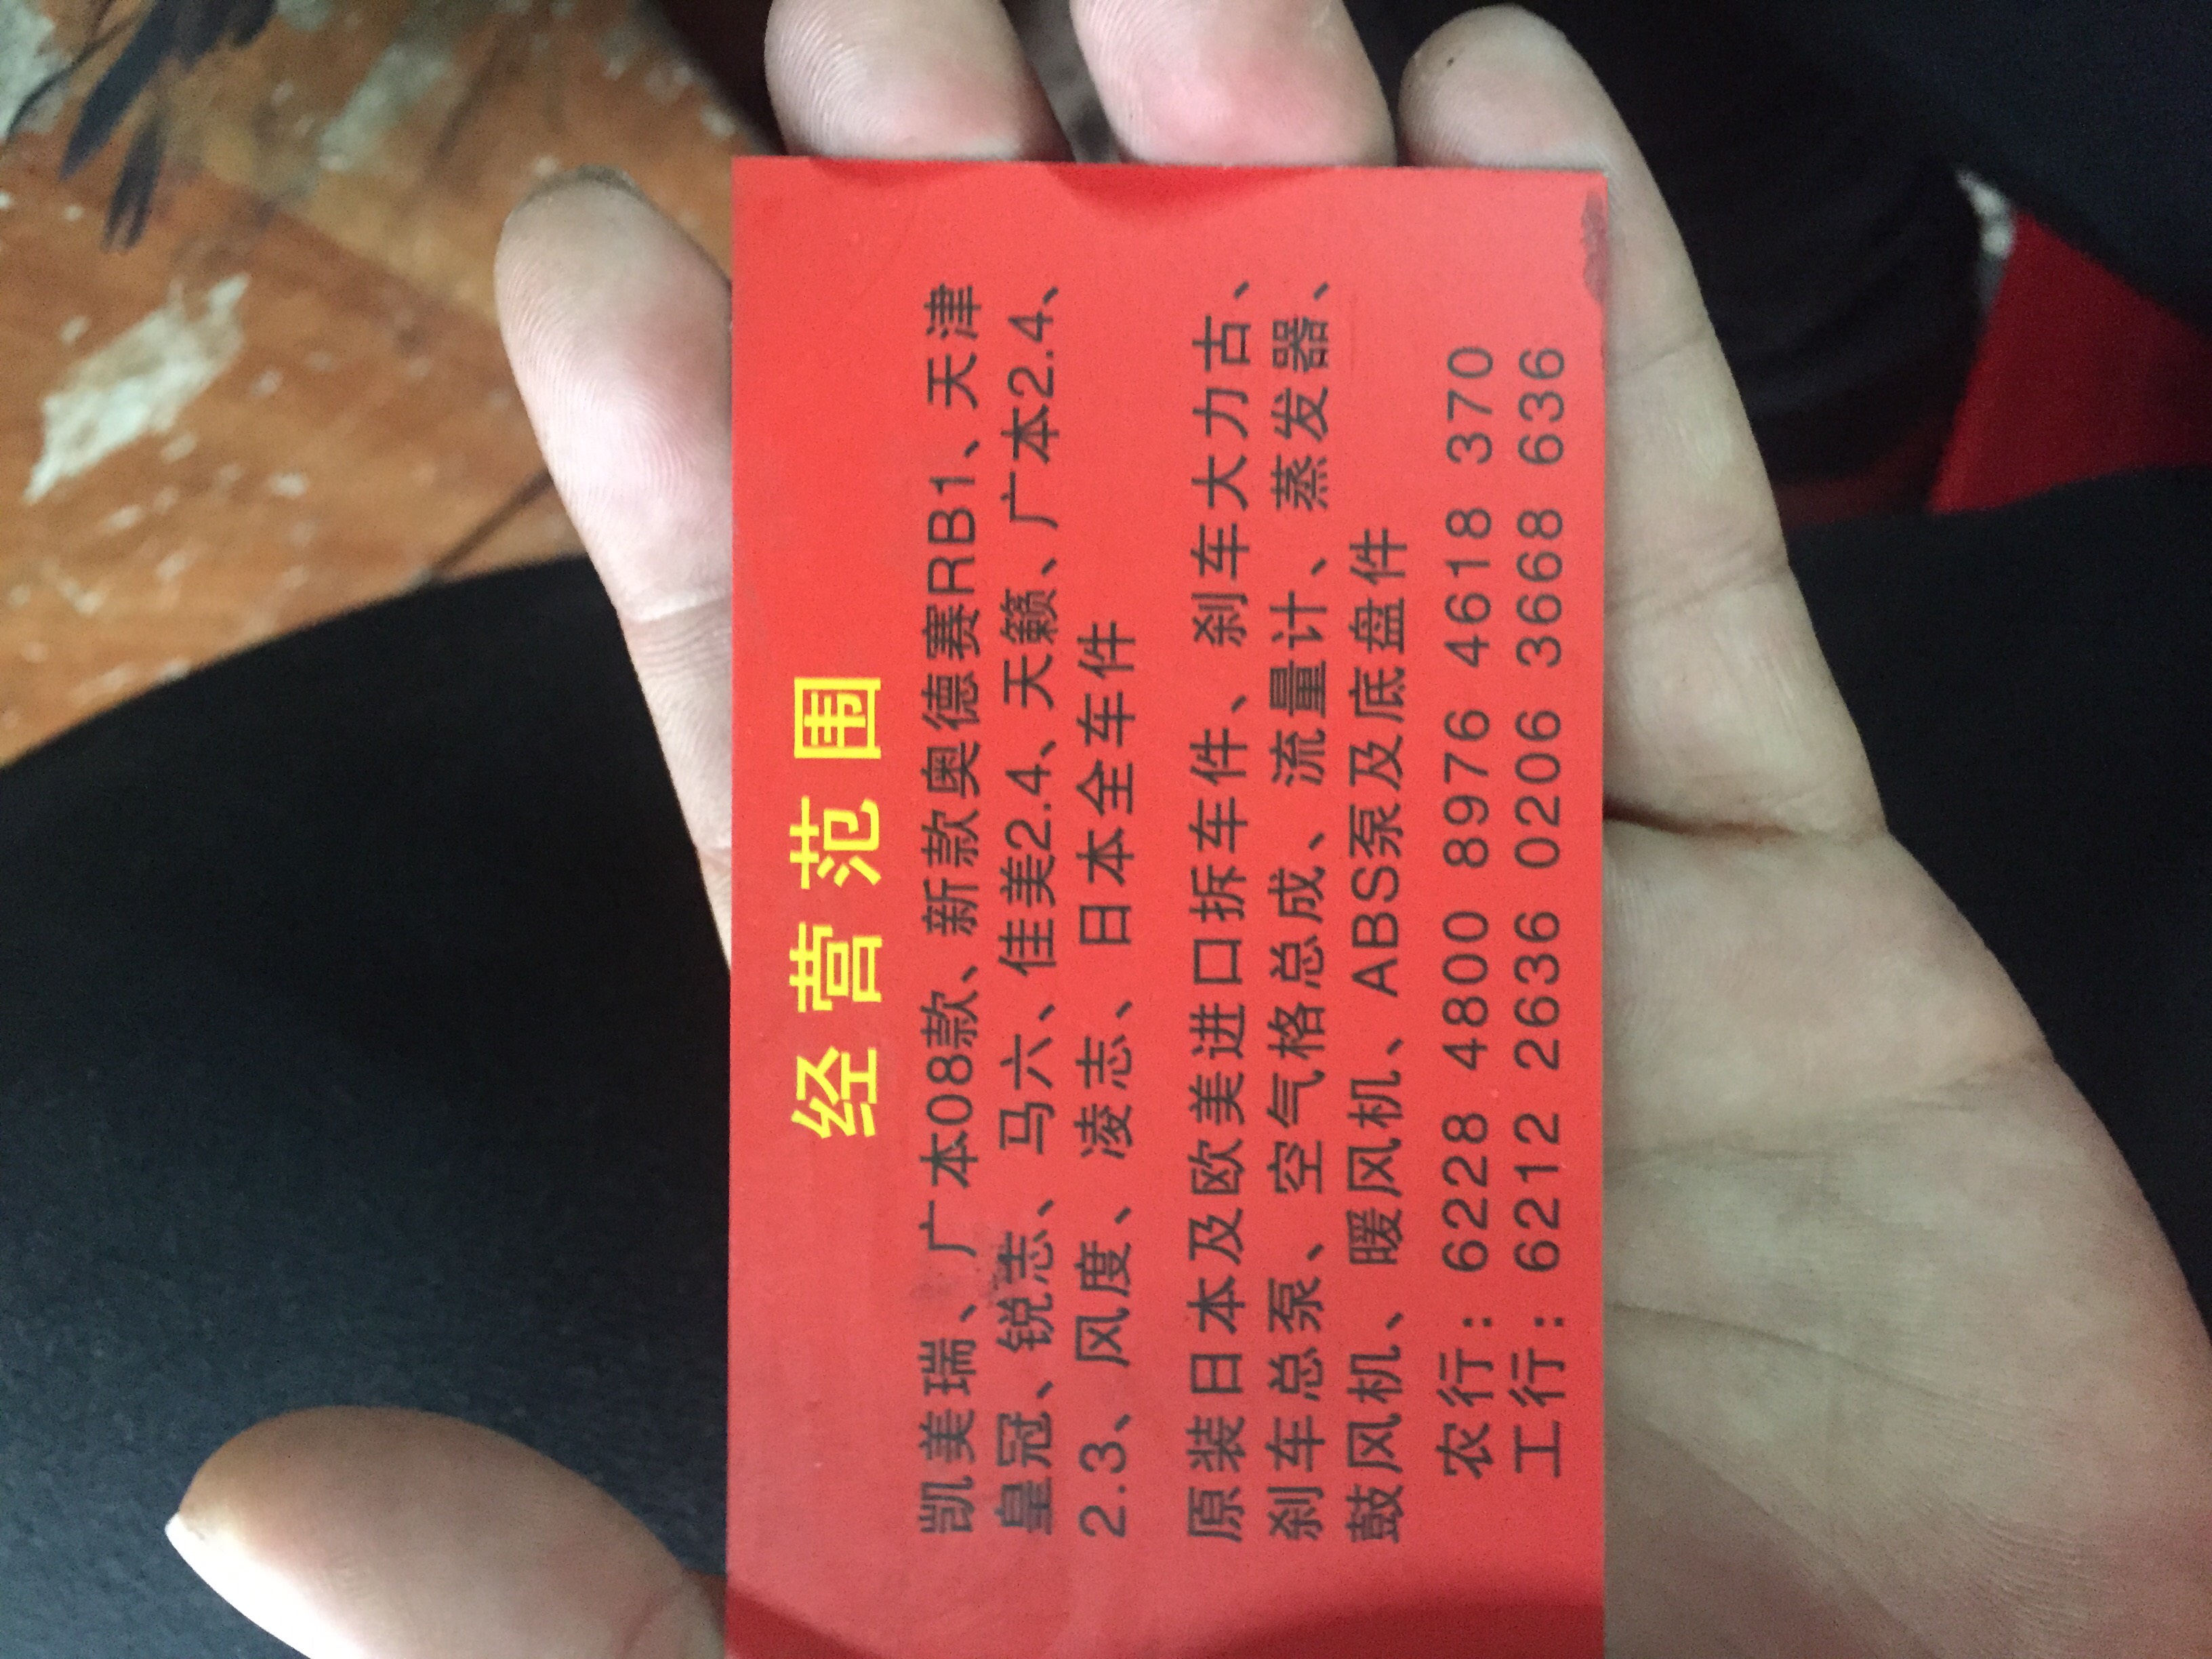 经营范围
凯美瑞、广本08款、新款奥德赛RB1、天津
皇冠、锐志、马六、佳美2.4、天籁、广本2.4、
2.3、风度、凌志、日本全车件
原装日本及欧美进口拆车件、刹车大力古、
刹车总泵、空气格总成、流量计、蒸发器、
鼓风机、暖风机、ABS泵及底盘件
农行：6228 4800 8976 4618 370
工行：6212 2636 0206 3668 636